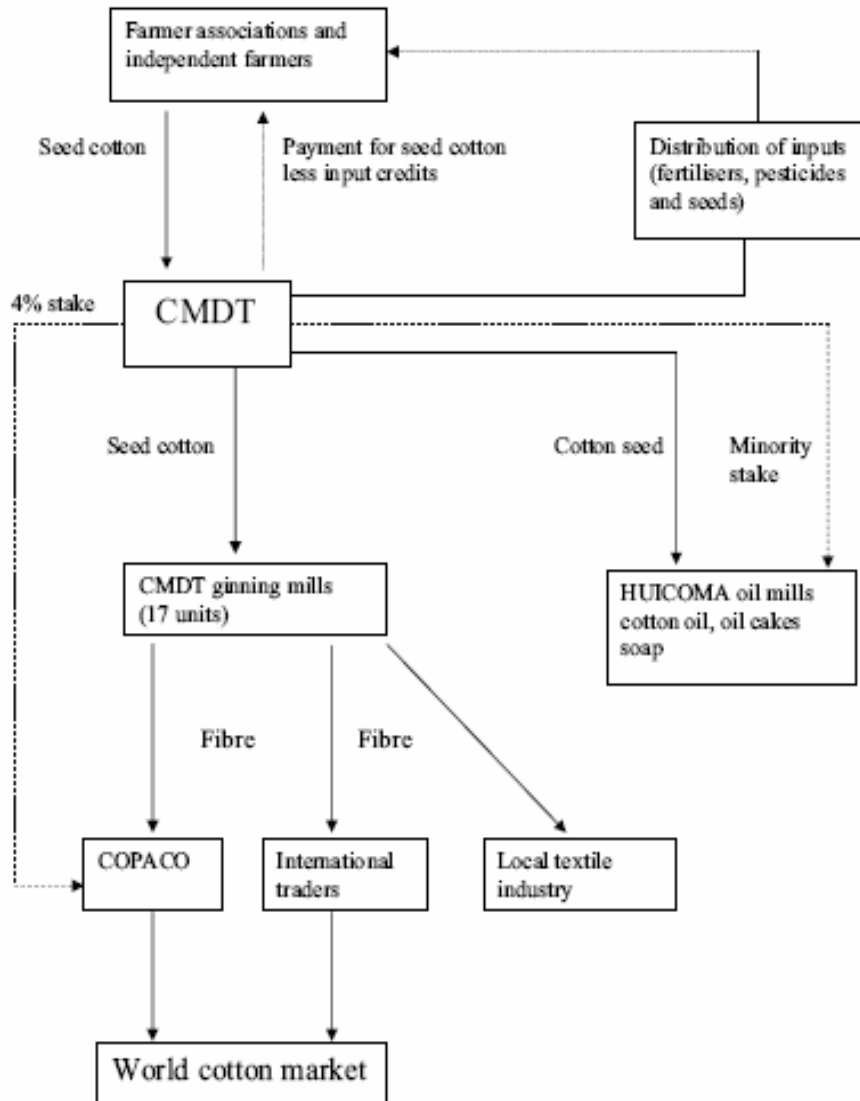 Farmer associations and
independent farmers
Seed cotton
Payment for seed cotton
less input credits
Distribution of inputs
(fertilisers, pesticides
and seeds)
4% stake
CMDT
Seed cotton
Cotton seed
Minority
stake
CMDT ginning mills
(17 units)
HUICOMA oil mills
cotton oil, oil cakes
soap
Fibre
Fibre
COPACO
International
traders
Local textile
industry
World cotton market